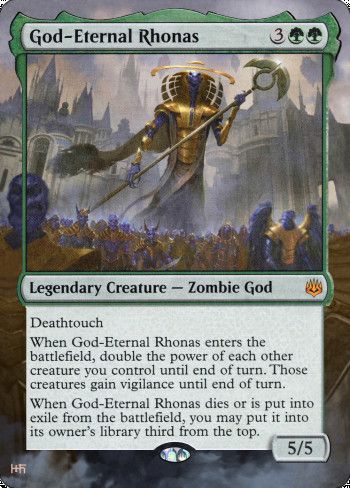 God-Eternal Rhonas 3
Legendary Creature — Zombie God
Deathtouch
When God-Eternal Rhonas enters the
battlefield, double the power of each other
creature you control until end of turn. Those
creatures gain vigilance until end of turn.
When God-Eternal Rhonas dies or is put into
exile from the battlefield, you may put it into
its owner's library third from the top.
5/5